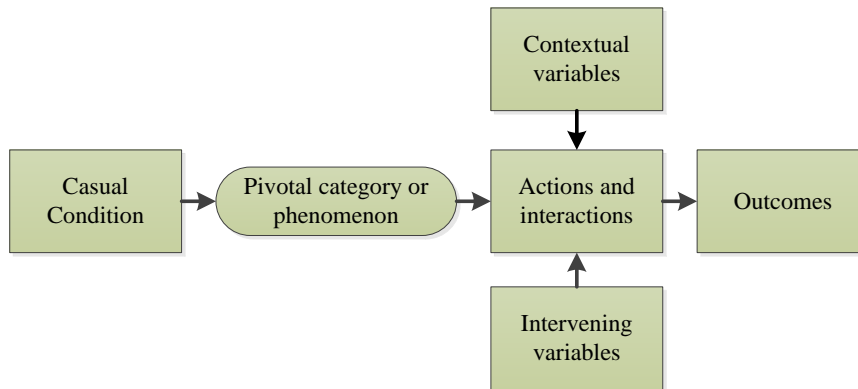 Contextual
variables
Casual
Condition
Pivotal category or
phenomenon
Actions and
interactions
Outcomes
Intervening
variables